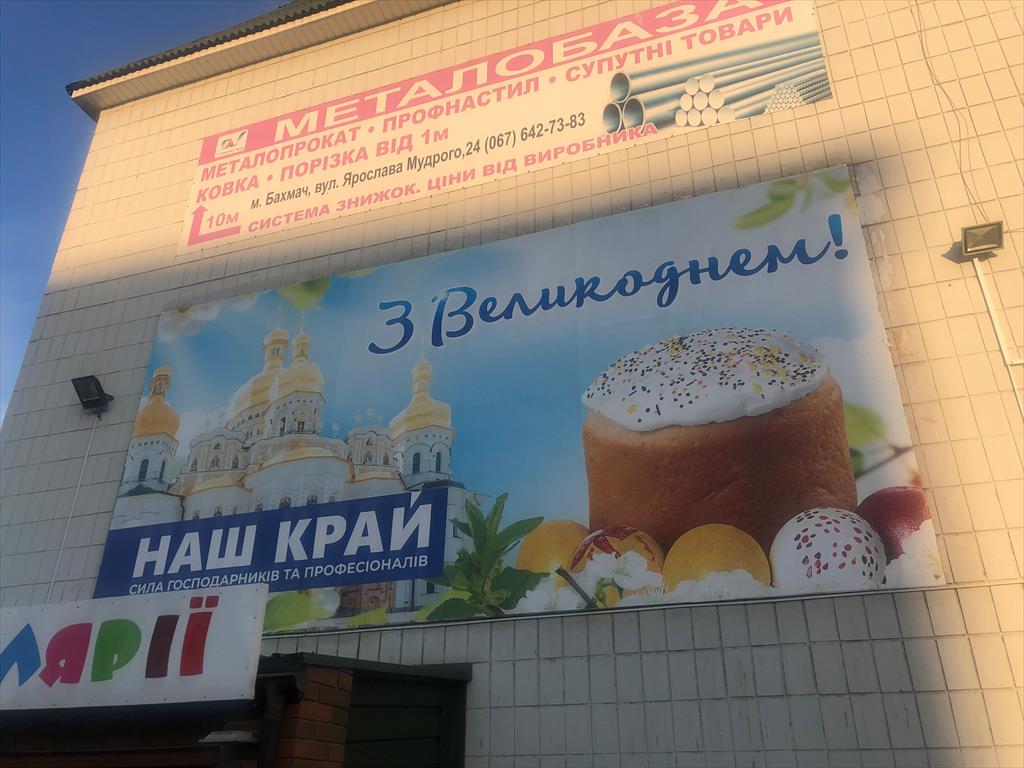 МЕТАЛОБАЗА
МЕТАЛОПРОКАТ • ПРОФНАСТИЛ • СУПУТНІ ТОВАРИ
КОВКА • ПОРІЗКА ВІД 1м
м. Бахмач, вул. Ярослава Мудрого,24 (067) 642-73-83
10м
СИСТЕМА ЗНИЖОК. ЦІНИ ВІД ВИРОБНИКА
З Великоднем!
НАШ КРАЙ
СИЛА ГОСПОДАРНИКІВ ТА ПРОФЕСІОНАЛІВ
ЛЯРІЇ